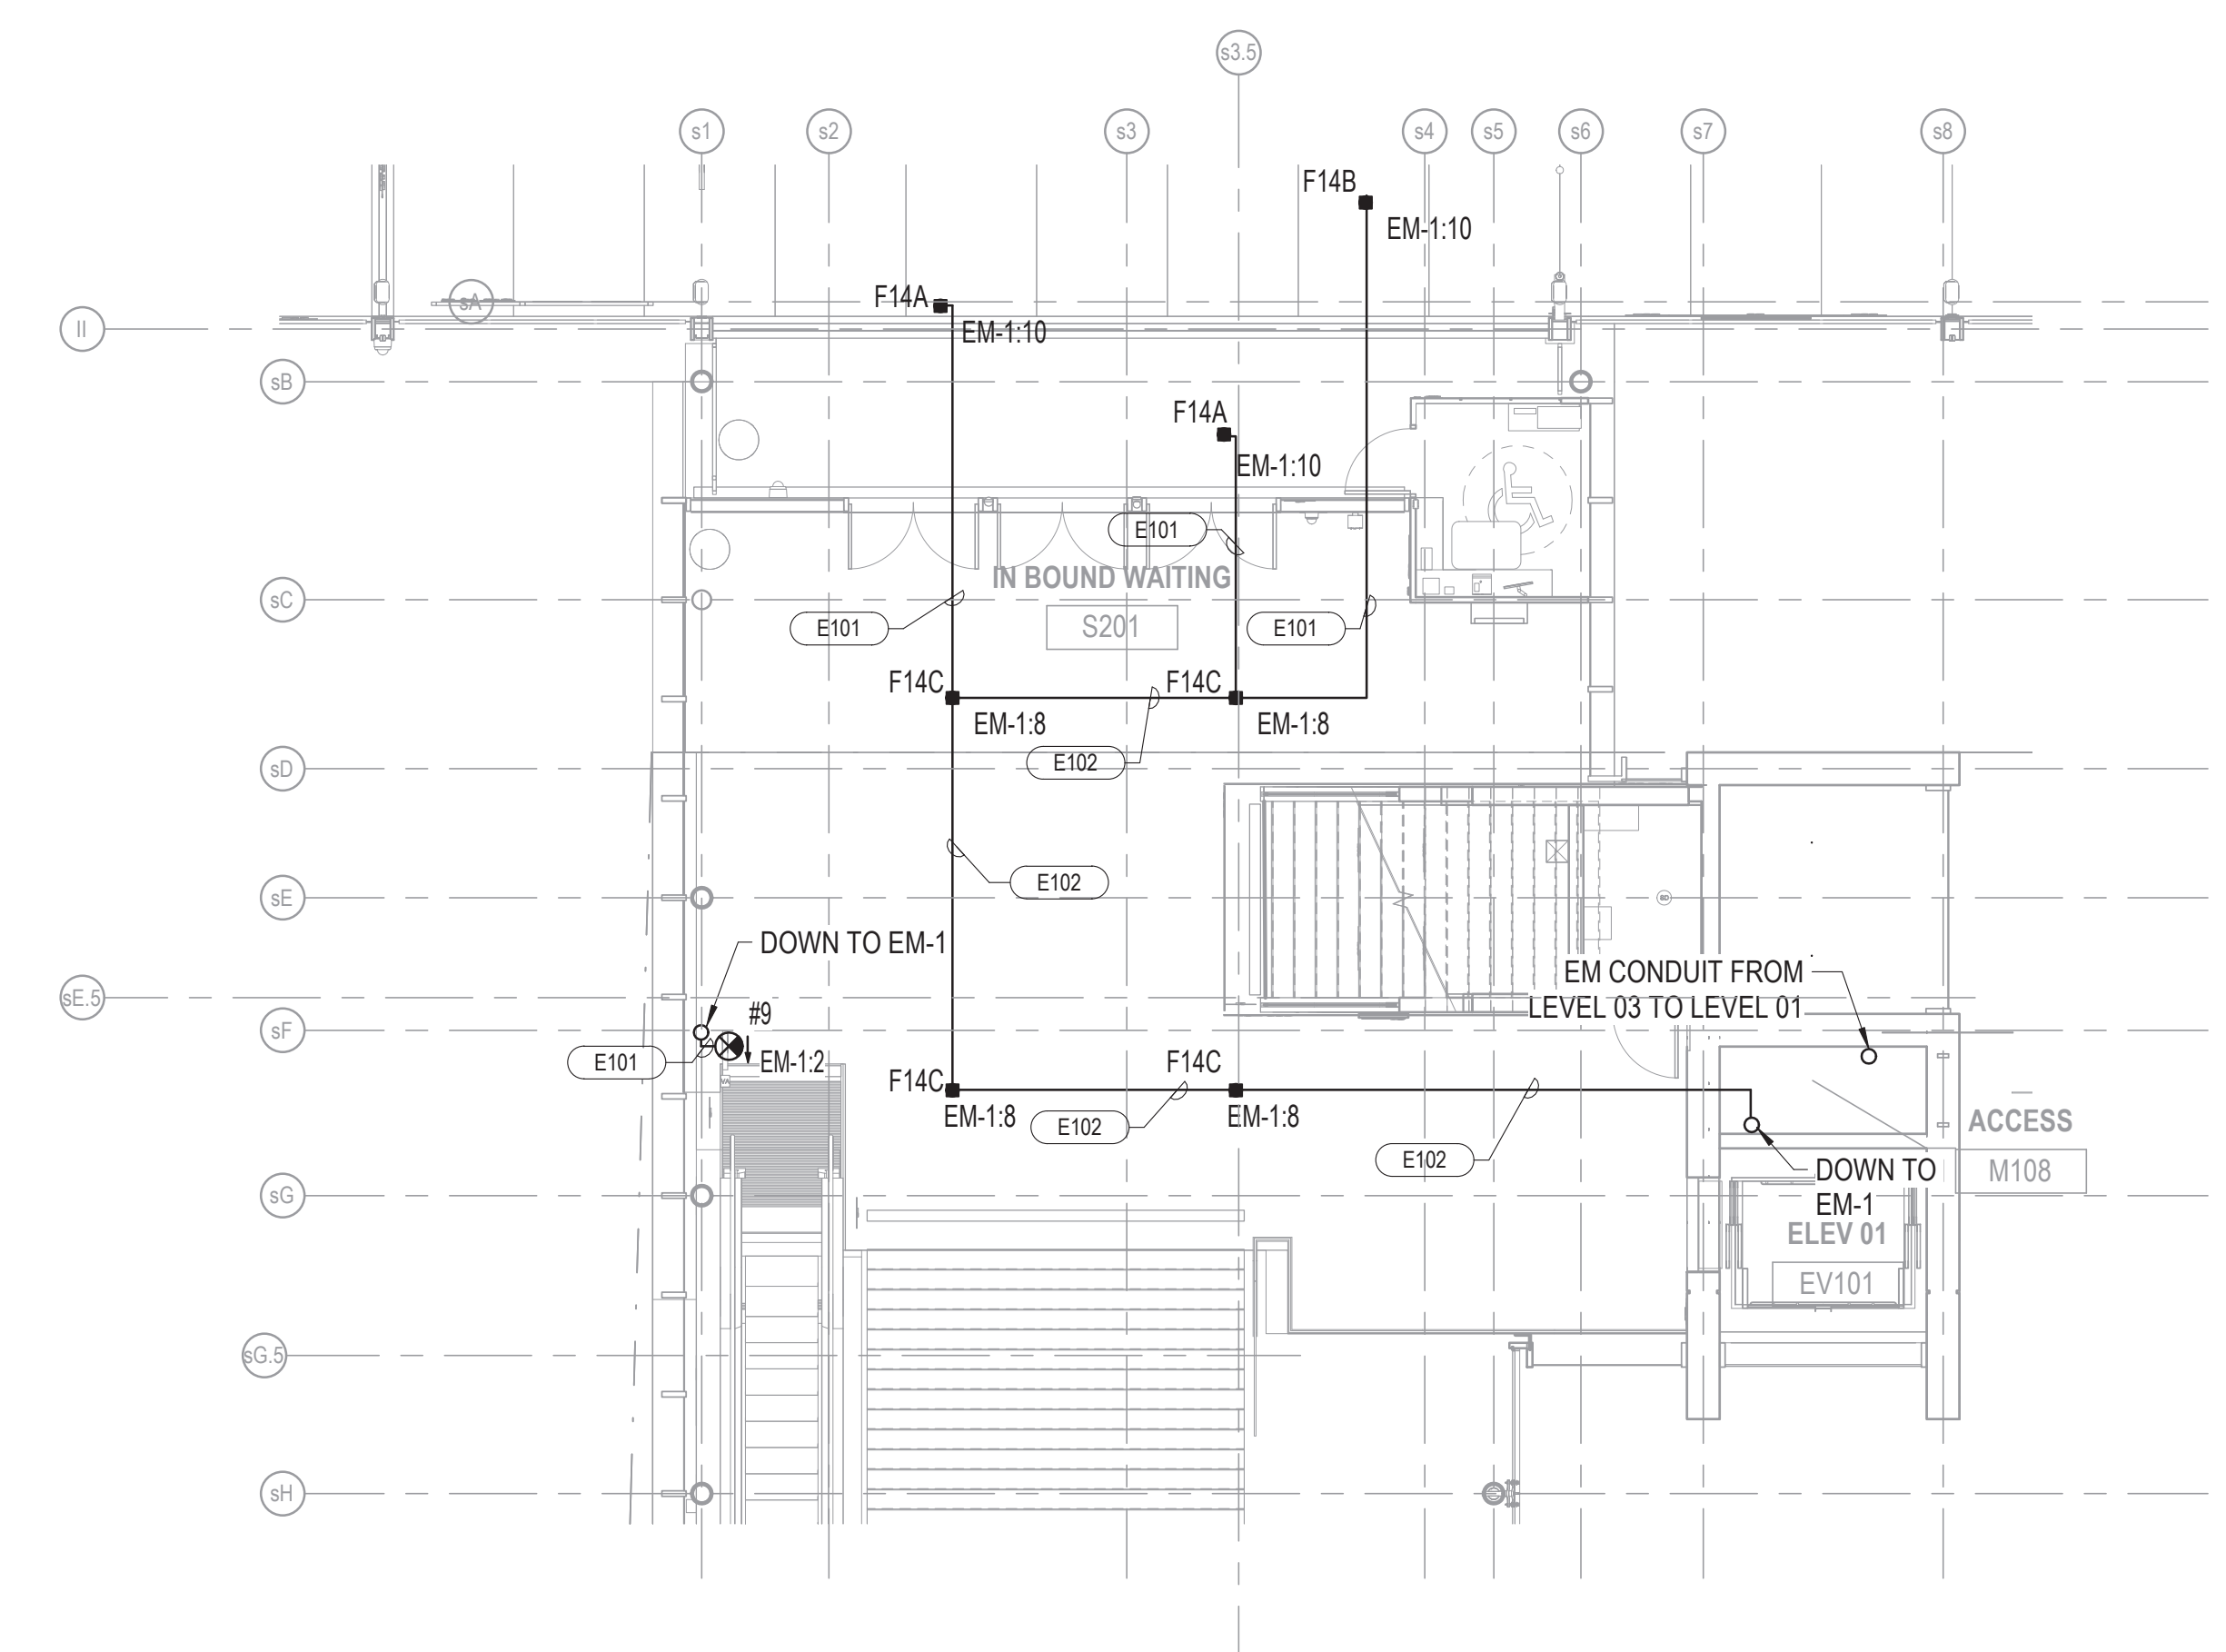 s3.5
s1
s2
s3
s4
s5
s6
s7
s8
F14B
EM-1:10
F14A
sA
II
EM-1:10
sB
F14A
EM-1:10
E101
IN BOUND WAITING
sC
E101
S201
E101
F14C
F14C
EM-1:8
EM-1:8
E102
sD
E102
sE
DOWN TO EM-1
EM CONDUIT FROM
LEVEL 03 TO LEVEL 01
sE.5
#9
sF
E101
EM-1:2
F14C
F14C
EM-1:8
EM-1:8
E102
ACCESS
E102
DOWN TO
EM-1
M108
sG
ELEV 01
EV101
sG.5
sH